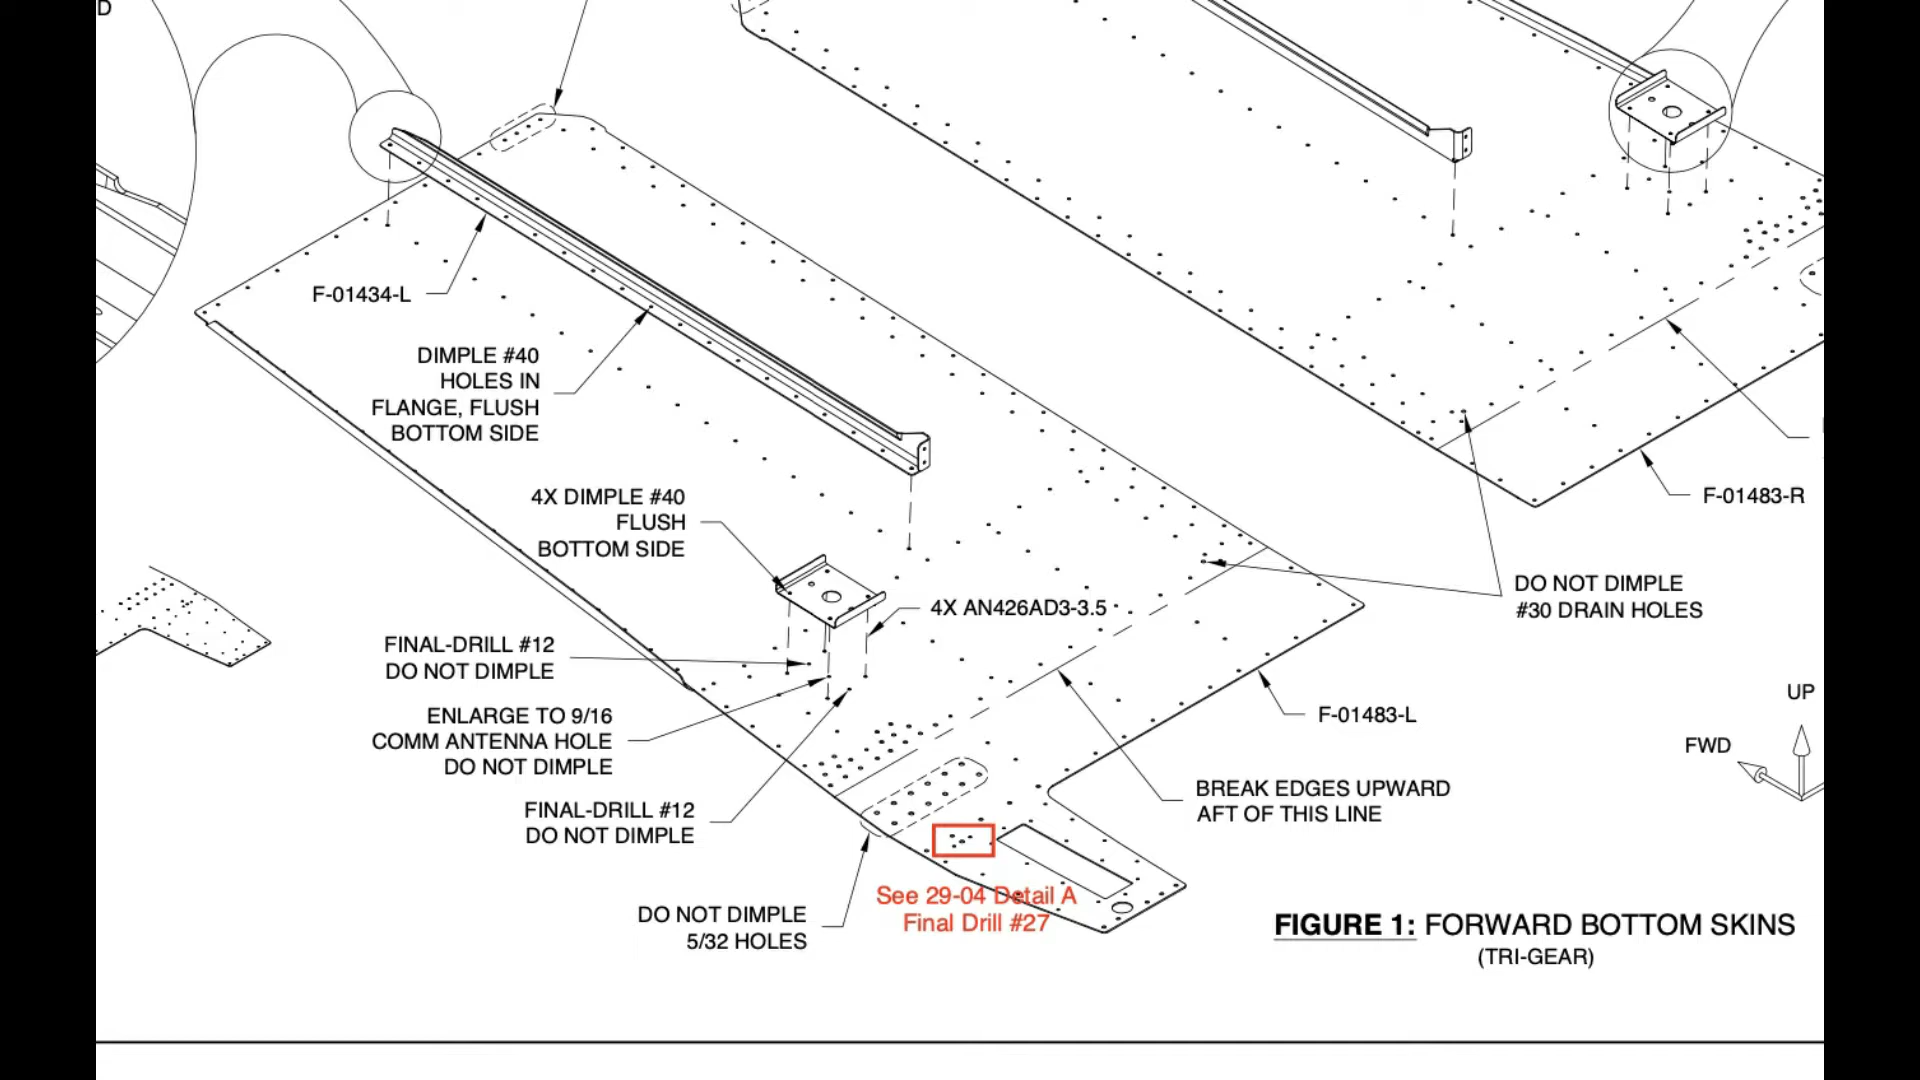 D
F-01434-L
DIMPLE #40
HOLES IN
FLANGE, FLUSH
BOTTOM SIDE
4X DIMPLE #40
FLUSH
BOTTOM SIDE
4X AN426AD3-3.5
FINAL-DRILL #12
DO NOT DIMPLE
ENLARGE TO 9/16
COMM ANTENNA HOLE
DO NOT DIMPLE
FINAL-DRILL #12
DO NOT DIMPLE
DO NOT DIMPLE
5/32 HOLES
See 29-04 Detail A
Final Drill #27
F-01483-R
DO NOT DIMPLE
#30 DRAIN HOLES
F-01483-L
BREAK EDGES UPWARD
AFT OF THIS LINE
UP
FWD
FIGURE 1: FORWARD BOTTOM SKINS
(TRI-GEAR)